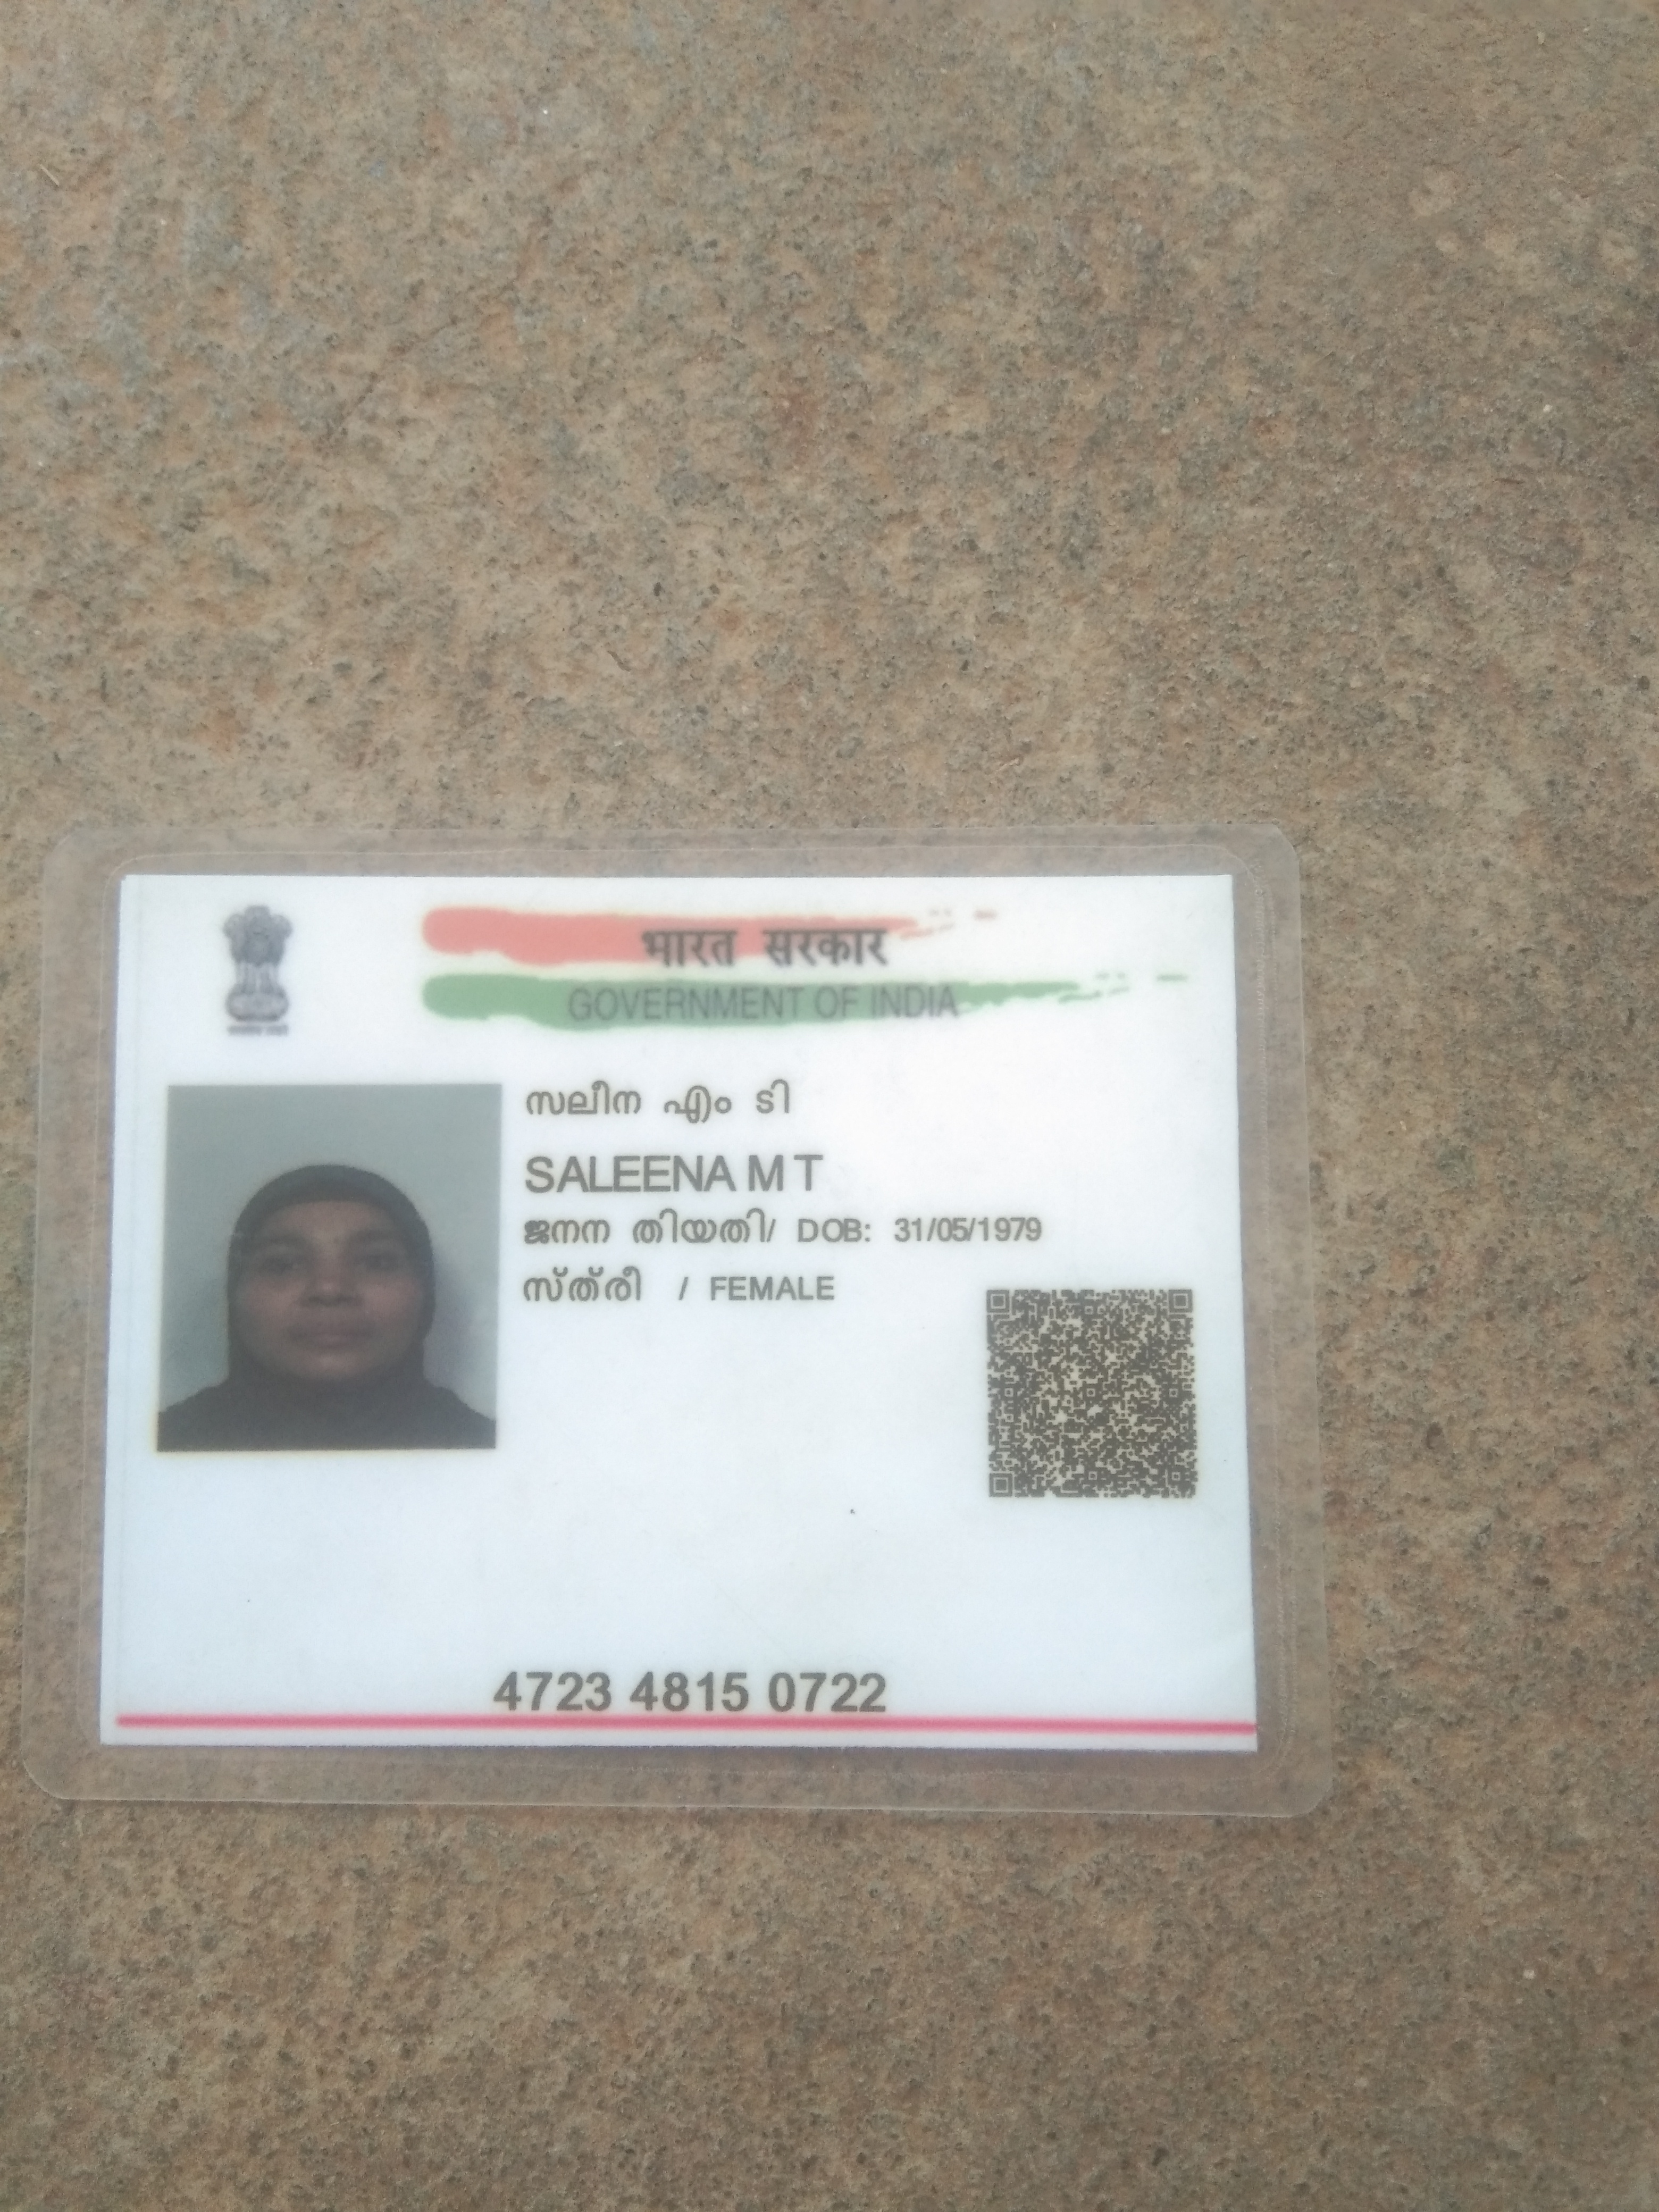 भारत सरकार
GOVERNMENT OF INDIA
സലീന എം ടി
SALEENA M T
ജനന തിയതി/ DOB: 31/05/1979
സ്ത്രീ / FEMALE
4723 4815 0722